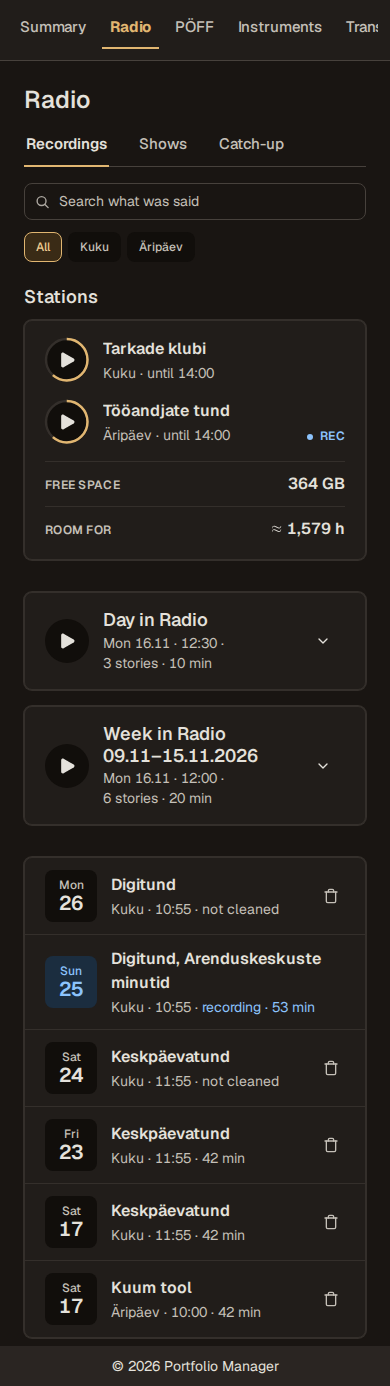 Summary Radio PÖFF Instruments Trans
Radio
Recordings Shows Catch-up
Search what was said
All Kuku Äripäev
Stations
Tarkade klubi
Kuku · until 14:00
Tööandjate tund
Äripäev · until 14:00 REC
FREE SPACE 364 GB
ROOM FOR ≈ 1,579 h
Day in Radio
Mon 16.11 · 12:30 ·
3 stories · 10 min
Week in Radio
09.11–15.11.2026
Mon 16.11 · 12:00 ·
6 stories · 20 min
Mon
26
Digitund
Kuku · 10:55 · not cleaned
Sun
25
Digitund, Arenduskeskuste
minutid
Kuku · 10:55 · recording · 53 min
Sat
24
Keskpäevatund
Kuku · 11:55 · not cleaned
Fri
23
Keskpäevatund
Kuku · 11:55 · 42 min
Sat
17
Keskpäevatund
Kuku · 11:55 · 42 min
Sat
17
Kuum tool
Äripäev · 10:00 · 42 min
© 2026 Portfolio Manager